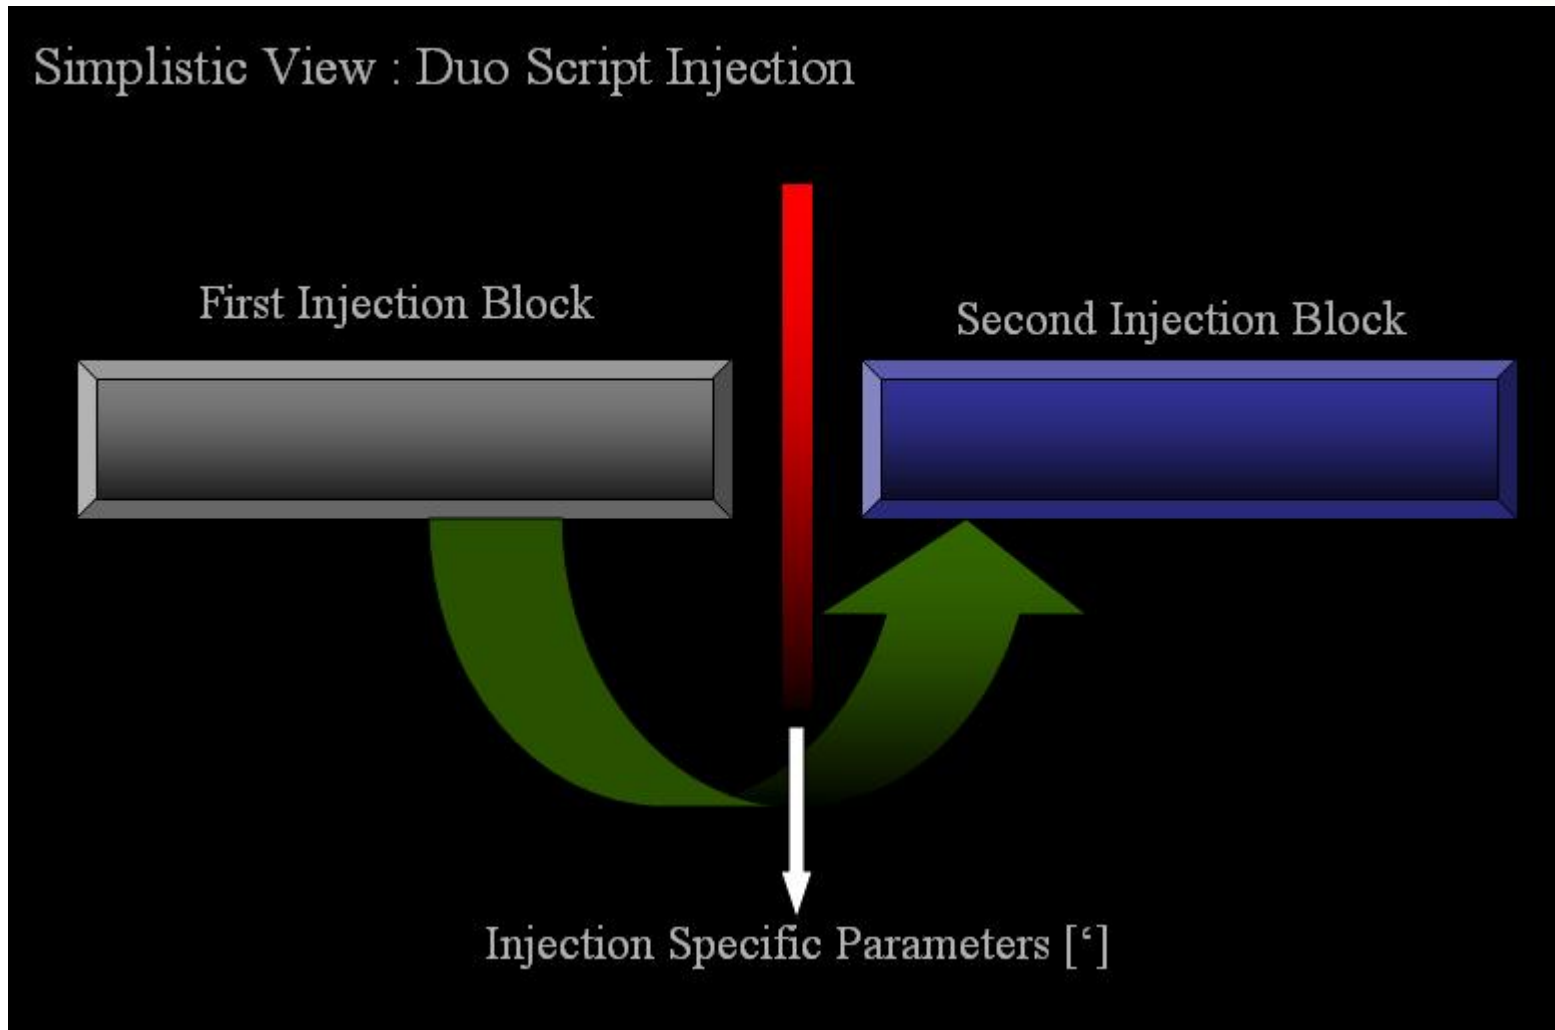 Simplistic View : Duo Script Injection
First Injection Block
Second Injection Block
Injection Specific Parameters [‘]